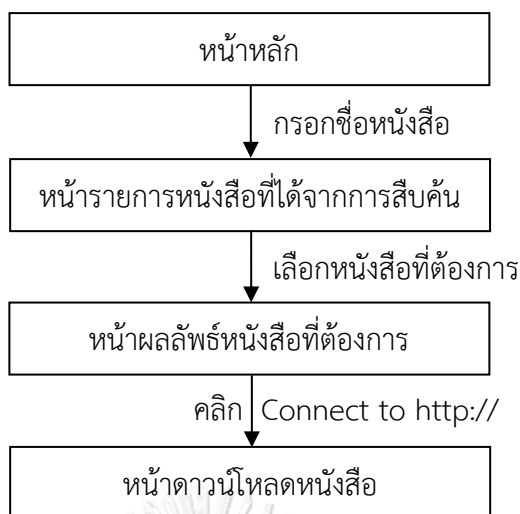 หน้าหลัก
กรอกชื่อหนังสือ
หน้ารายการหนังสือที่ได้จากการสืบค้น
เลือกหนังสือที่ต้องการ
หน้าผลลัพธ์หนังสือที่ต้องการ
คลิก Connect to http://
หน้าดาวน์โหลดหนังสือ